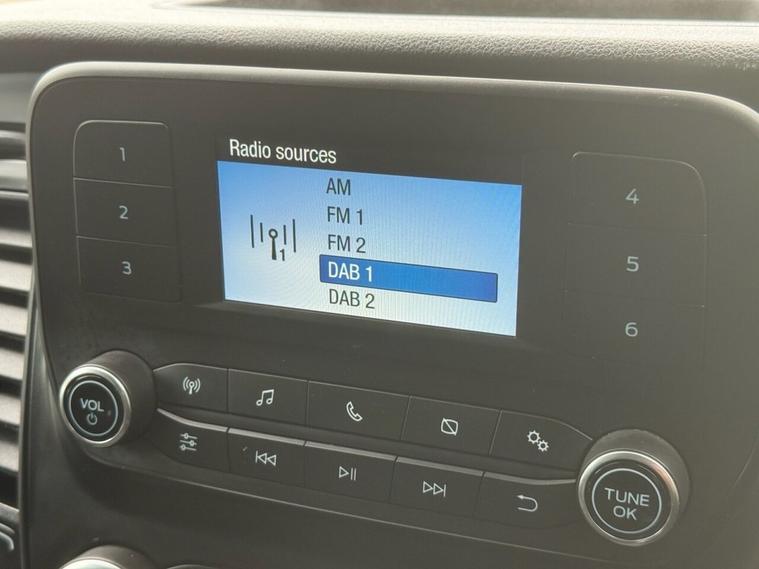 Radio sources
AM
FM 1
FM 2
DAB 1
DAB 2
1
1
2
3
4
5
6
VOL
TUNE
OK